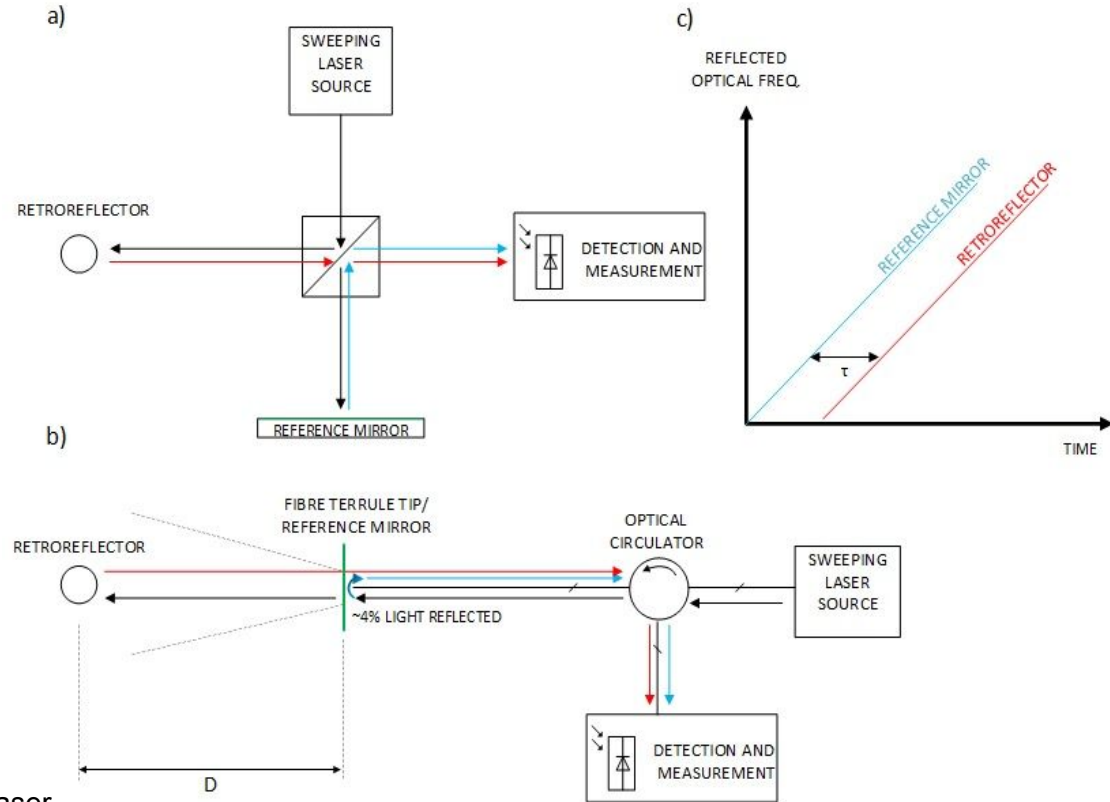 a)
SWEEPING
LASER
SOURCE
RETROREFLECTOR
DETECTION AND
MEASUREMENT
REFERENCE MIRROR
c)
REFLECTED
OPTICAL FREQ.
REFERENCE MIRROR
RETROREFLECTOR
τ
TIME
b)
FIBRE TERRULE TIP/
REFERENCE MIRROR
RETROREFLECTOR
~4% LIGHT REFLECTED
OPTICAL
CIRCULATOR
SWEEPING
LASER
SOURCE
DETECTION AND
MEASUREMENT
D